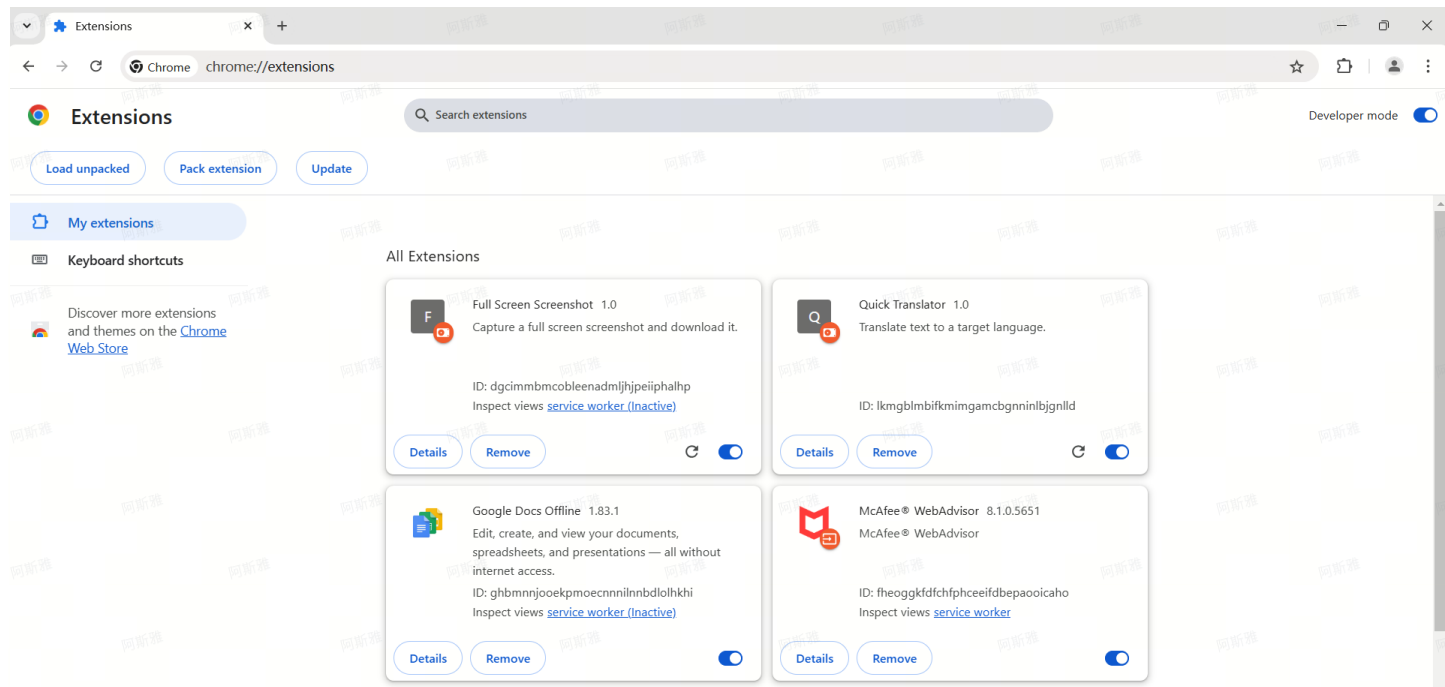 Extensions
Chrome chrome://extensions
Extensions
Search extensions
Developer mode
Load unpacked
Pack extension
Update
My extensions
Keyboard shortcuts
Discover more extensions
and themes on the Chrome
Web Store
All Extensions
F
Full Screen Screenshot 1.0
Capture a full screen screenshot and download it.
ID: dgcimmbmcobleenadmljhjpeiiphalhp
Inspect views service worker (Inactive)
Details
Remove
Q
Quick Translator 1.0
Translate text to a target language.
ID: lkmgblmbifkmimgamcbgnninlbjgnlld
Details
Remove
Google Docs Offline 1.83.1
Edit, create, and view your documents,
spreadsheets, and presentations — all without
internet access.
ID: ghbmnnjooekpmoecnnnilnnbdlolhkhi
Inspect views service worker (Inactive)
Details
Remove
McAfee® WebAdvisor 8.1.0.5651
McAfee® WebAdvisor
ID: fheoggkfdfchfphceeifdbepaooicaho
Inspect views service worker
Details
Remove
阿斯雅